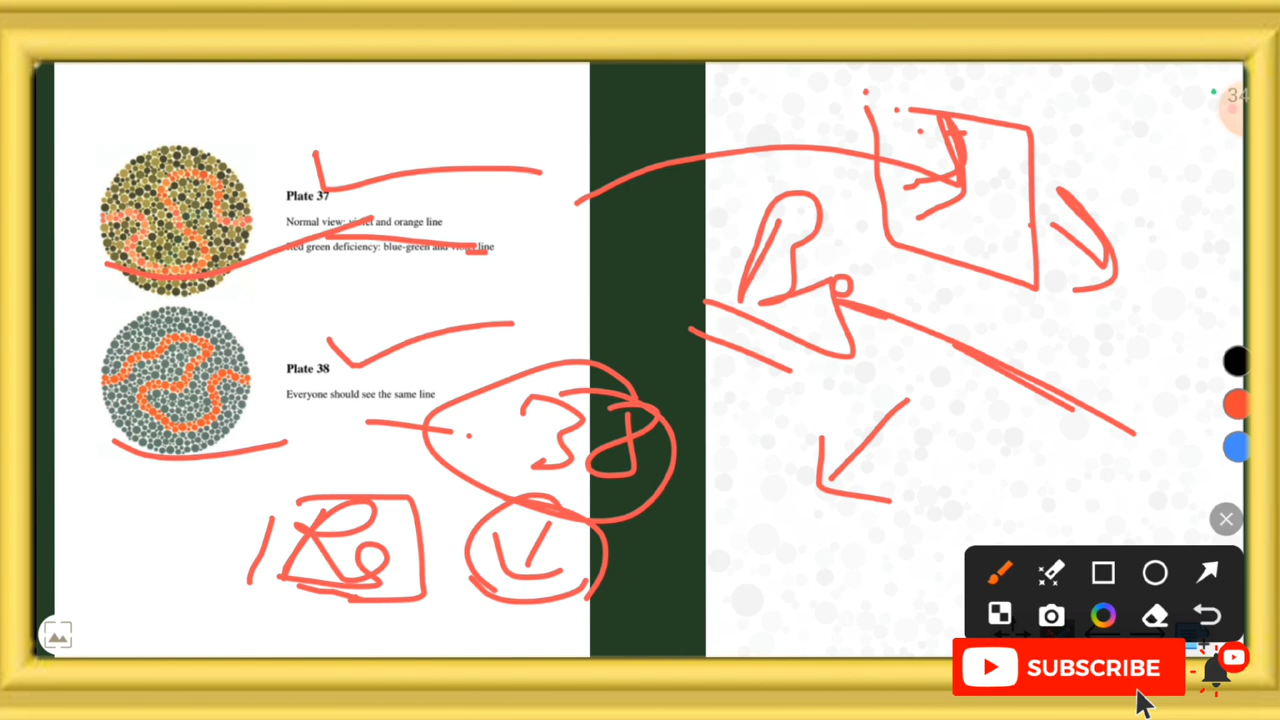 Plate 37
Normal view: violet and orange line
Red green deficiency: blue-green and violet line
Plate 38
Everyone should see the same line
38
34
SUBSCRIBE